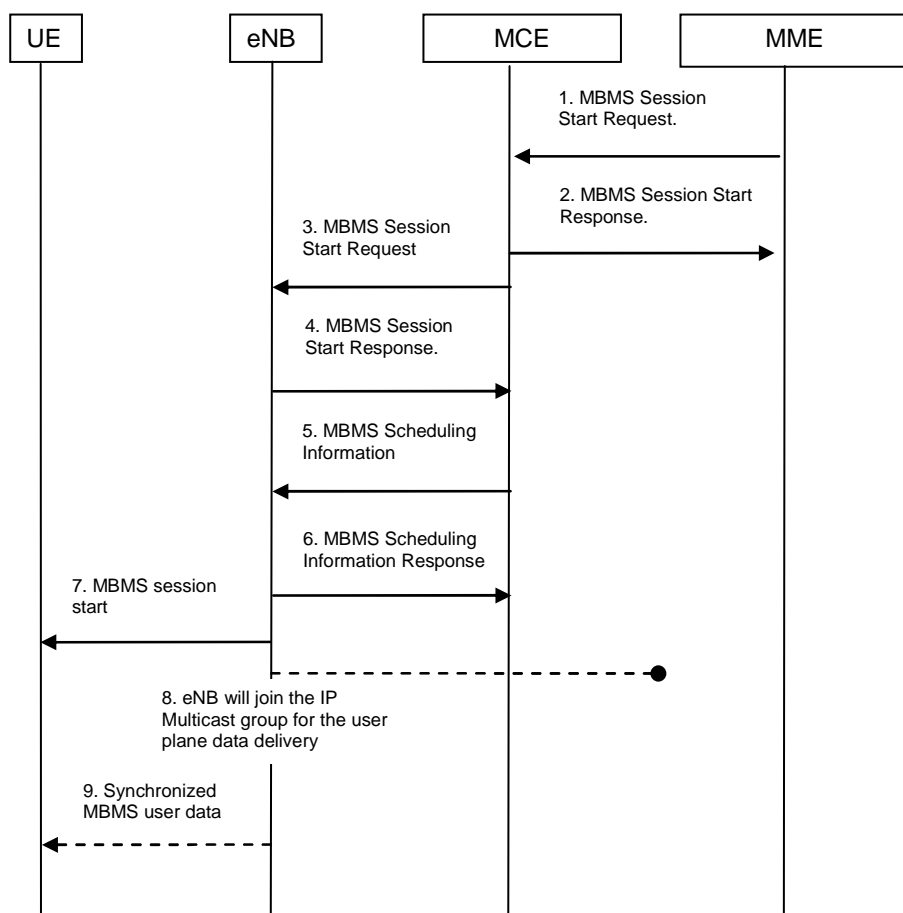 UE
eNB
MCE
MME
1. MBMS Session
Start Request.
2. MBMS Session Start
Response.
3. MBMS Session
Start Request
4. MBMS Session
Start Response.
5. MBMS Scheduling
Information
6. MBMS Scheduling
Information Response
7. MBMS session
start
8. eNB will join the IP
Multicast group for the user
plane data delivery
9. Synchronized
MBMS user data